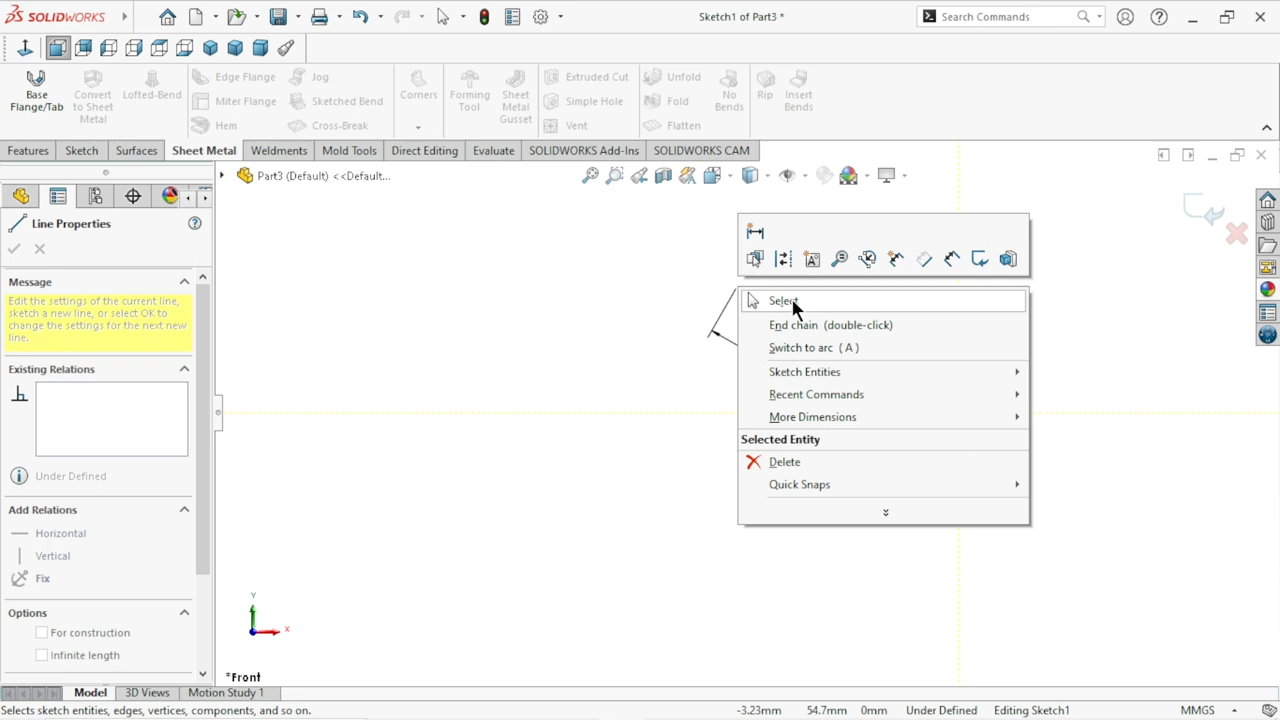 SOLIDWORKS
Sketch1 of Part3 *
Search Commands
Base
Flange/Tab
Convert
to Sheet
Metal
Lofted-Bend
Edge Flange
Miter Flange
Hem
Jog
Sketched Bend
Cross-Break
Corners
Forming
Tool
Sheet
Metal
Gusset
Extruded Cut
Simple Hole
Vent
Unfold
Fold
Flatten
No
Bends
Rip
Insert
Bends
Features
Sketch
Surfaces
Sheet Metal
Weldments
Mold Tools
Direct Editing
Evaluate
SOLIDWORKS Add-Ins
SOLIDWORKS CAM
Part3 (Default) <<Default...
Line Properties
Message
Edit the settings of the current line,
sketch a new line, or select OK to
change the settings for the next new
line.
Existing Relations
Under Defined
Add Relations
Horizontal
Vertical
Fix
Options
For construction
Infinite length
Select
End chain (double-click)
Switch to arc ( A )
Sketch Entities
Recent Commands
More Dimensions
Selected Entity
Delete
Quick Snaps
Y
X
*Front
Model
3D Views
Motion Study 1
Selects sketch entities, edges, vertices, components, and so on.
-3.23mm
54.7mm
0mm
Under Defined
Editing Sketch1
MMGS